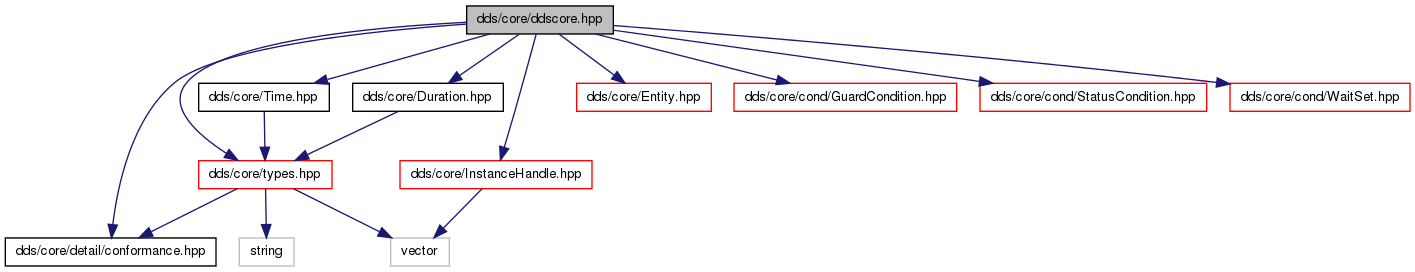 dds/core/ddscore.hpp
dds/core/Time.hpp
dds/core/Duration.hpp
dds/core/Entity.hpp
dds/core/cond/GuardCondition.hpp
dds/core/cond/StatusCondition.hpp
dds/core/cond/WaitSet.hpp
dds/core/types.hpp
dds/core/InstanceHandle.hpp
dds/core/detail/conformance.hpp
string
vector